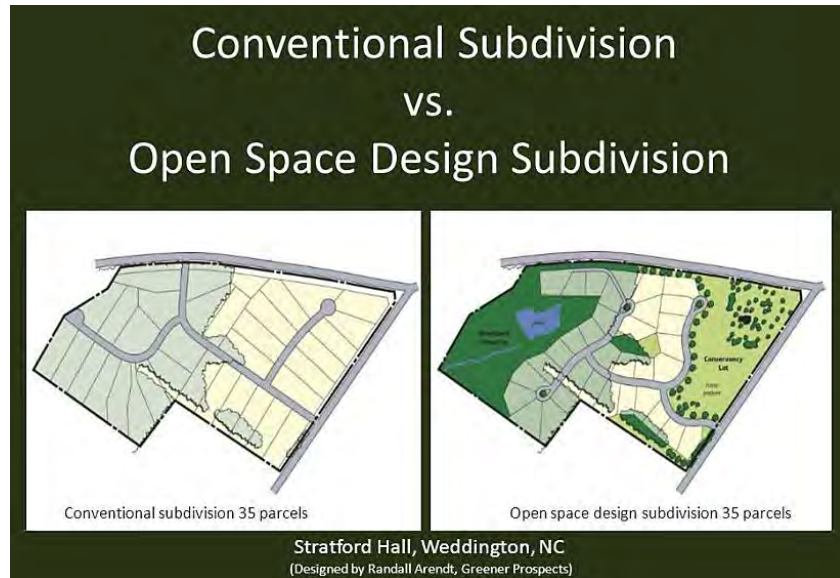 Conventional Subdivision
vs.
Open Space Design Subdivision
Conservancy
Lot
Conventional subdivision 35 parcels
Open space design subdivision 35 parcels
Stratford Hall, Weddington, NC
(Designed by Randall Arendt, Greener Prospects)